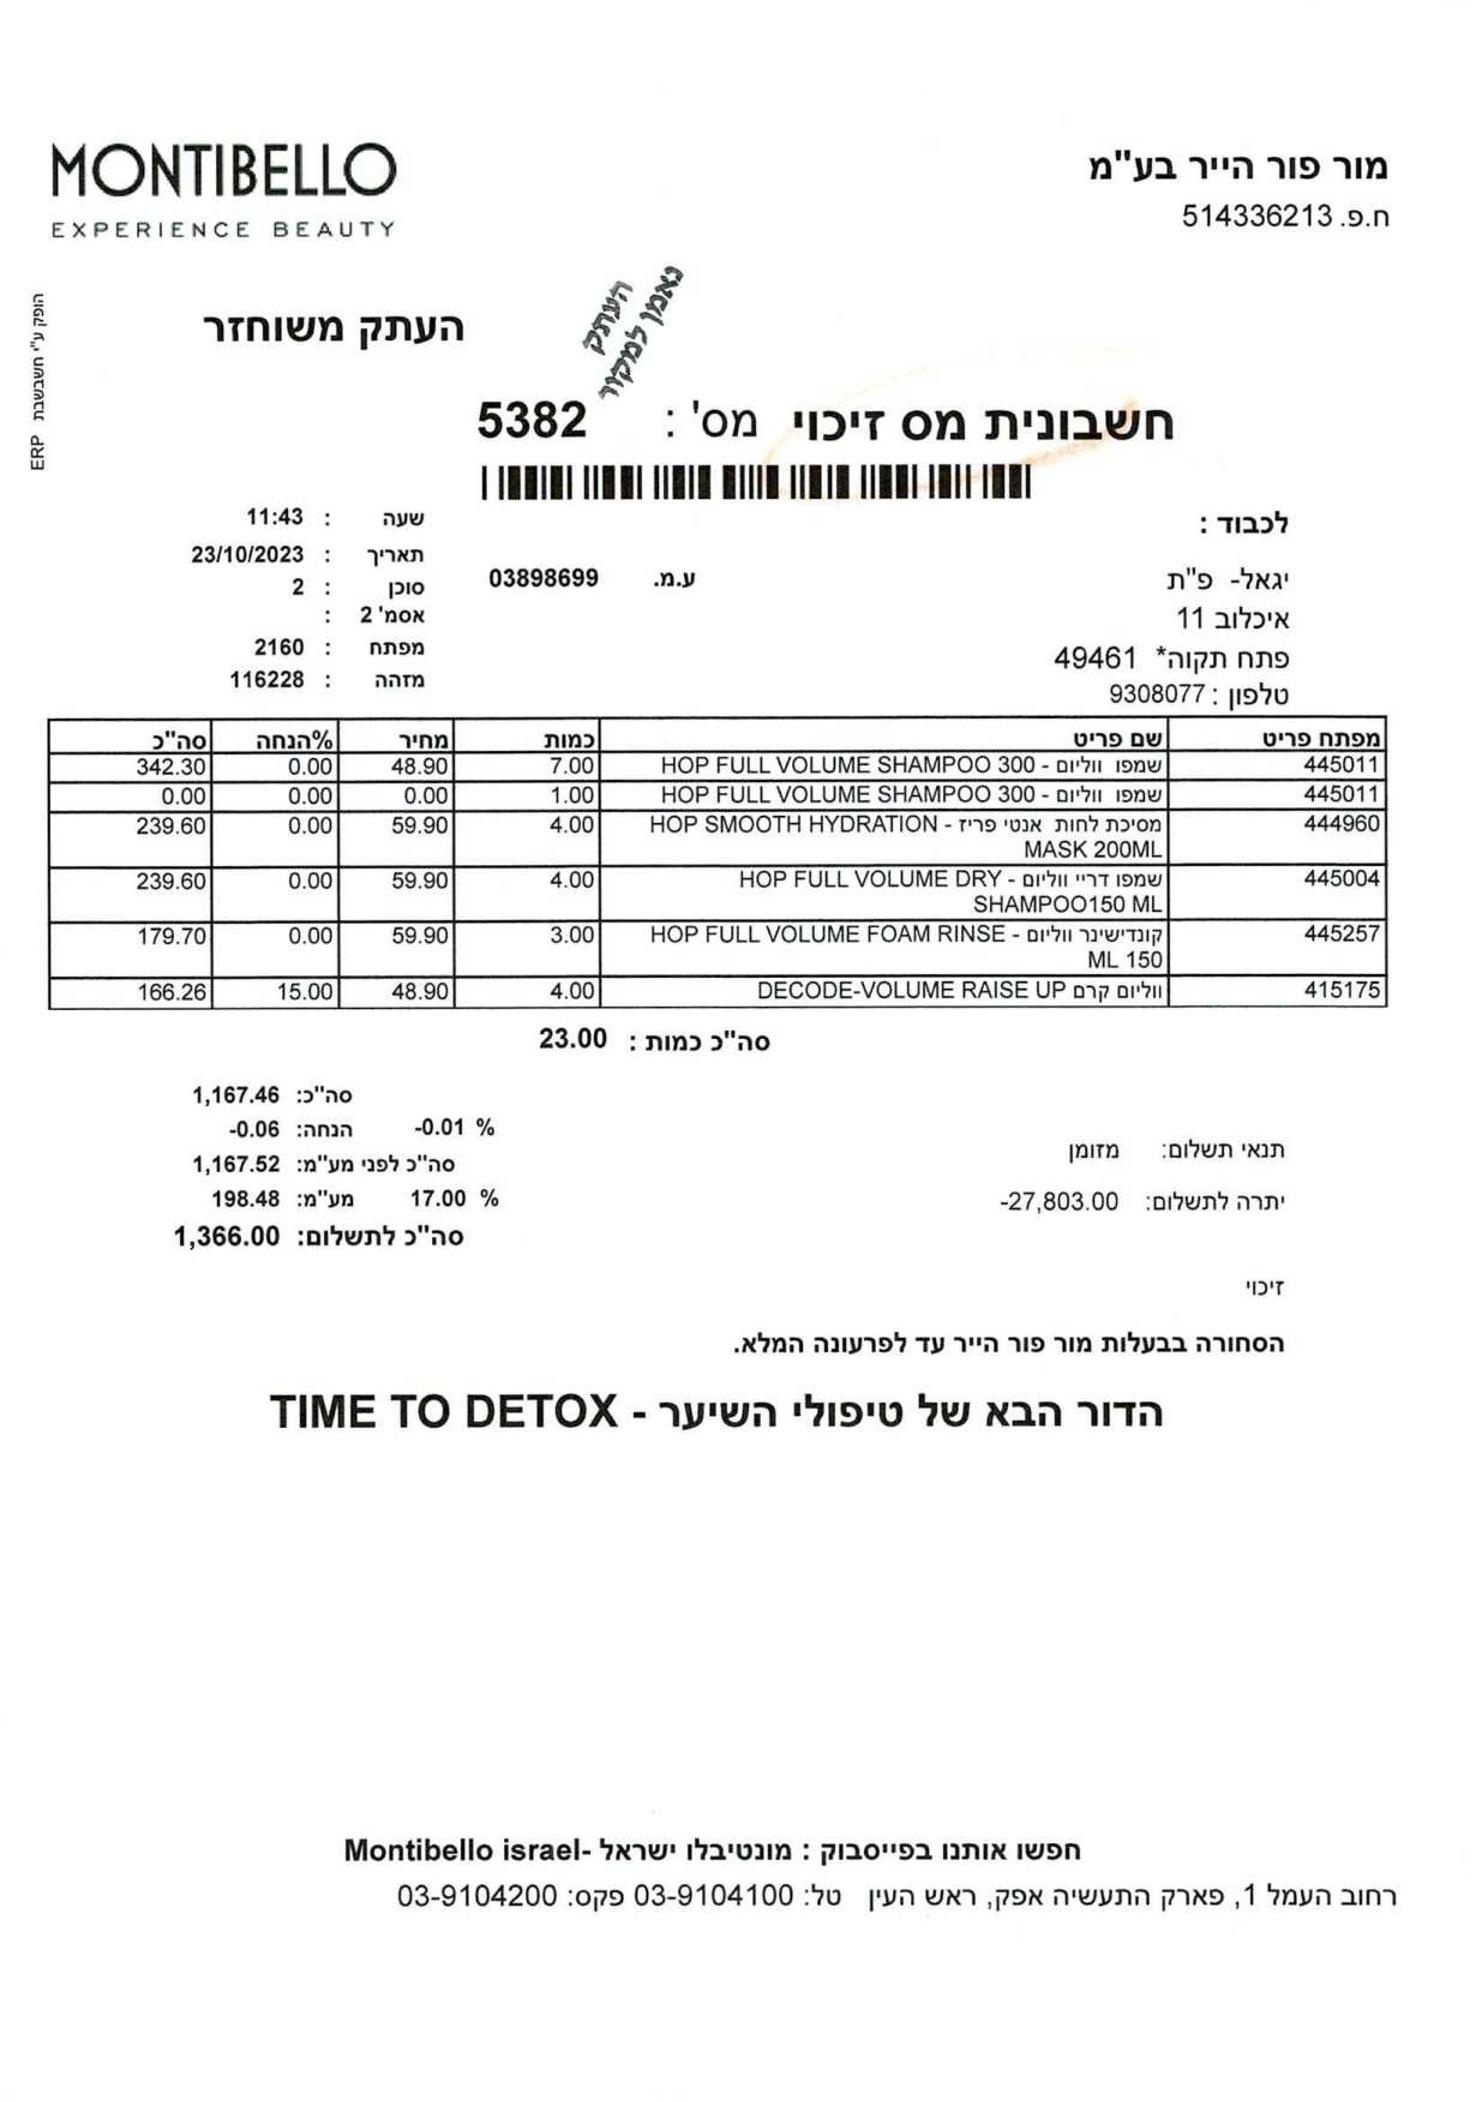 MONTIBELLO
EXPERIENCE BEAUTY
מור פור הייר בע"מ
ח.פ. 514336213
הופק ע"י חשבשבת ERP
העתק משוחזר
העתק
נאמן למקור
חשבונית מס זיכוי מס' : 5382
לכבוד :
יגאל- פ"ת
איכלוב 11
פתח תקוה* 49461
טלפון : 9308077
ע.מ. 03898699
שעה : 11:43
תאריך : 23/10/2023
סוכן : 2
אסמ' 2 :
מפתח : 2160
מזהה : 116228
מפתח פריט שם פריט כמות מחיר %הנחה סה"כ
445011 שמפו ווליום - HOP FULL VOLUME SHAMPOO 300 7.00 48.90 0.00 342.30
445011 שמפו ווליום - HOP FULL VOLUME SHAMPOO 300 1.00 0.00 0.00 0.00
444960 מסיכת לחות אנטי פריז - HOP SMOOTH HYDRATION 4.00 59.90 0.00 239.60
MASK 200ML
445004 שמפו דריי ווליום - HOP FULL VOLUME DRY 4.00 59.90 0.00 239.60
SHAMPOO150 ML
445257 קונדישינר ווליום - HOP FULL VOLUME FOAM RINSE 3.00 59.90 0.00 179.70
150 ML
415175 ווליום קרם DECODE-VOLUME RAISE UP 4.00 48.90 15.00 166.26
סה"כ כמות : 23.00
סה"כ: 1,167.46
% -0.01 הנחה: -0.06
סה"כ לפני מע"מ: 1,167.52
% 17.00 מע"מ: 198.48
סה"כ לתשלום: 1,366.00
תנאי תשלום: מזומן
יתרה לתשלום: -27,803.00
זיכוי
הסחורה בבעלות מור פור הייר עד לפרעונה המלא.
הדור הבא של טיפולי השיער - TIME TO DETOX
חפשו אותנו בפייסבוק : מונטיבלו ישראל -Montibello israel
רחוב העמל 1, פארק התעשיה אפק, ראש העין טל: 03-9104100 פקס: 03-9104200